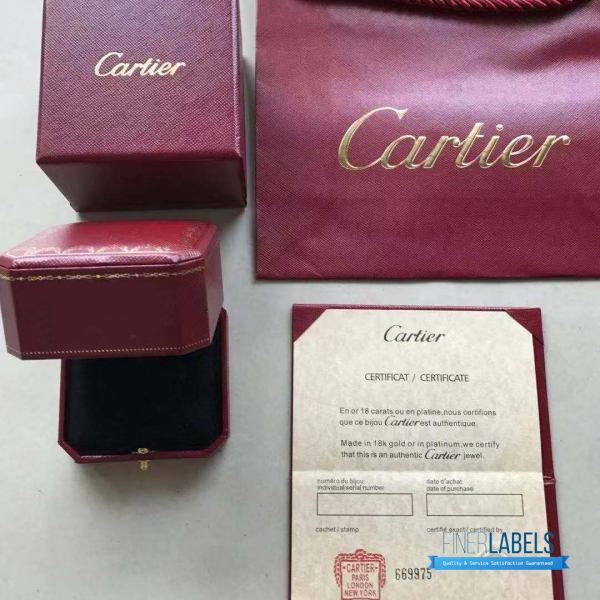 Cartier
Cartier
Cartier
CERTIFICAT / CERTIFICATE
En or 18 carats ou en platine,nous certifions
que ce bijou Cartier est authentique.
Made in 18k gold or in platinum,we certify
that this is an authentic Cartier jewel.
numéro du bijou
individual serial number
date d'achat
date of purchase
cachet / stamp
certifié exact / certified by
FINERLABELS
Quality & Service Satisfaction Guaranteed
-CARTIER-
PARIS
LONDON
NEW YORK
669975